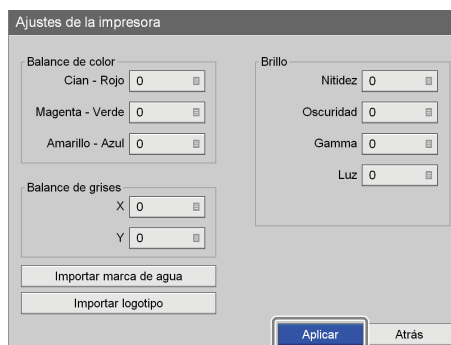 Ajustes de la impresora
Balance de color
Cian - Rojo 0
Magenta - Verde 0
Amarillo - Azul 0
Balance de grises
X 0
Y 0
Importar marca de agua
Importar logotipo
Brillo
Nitidez 0
Oscuridad 0
Gamma 0
Luz 0
Aplicar Atrás